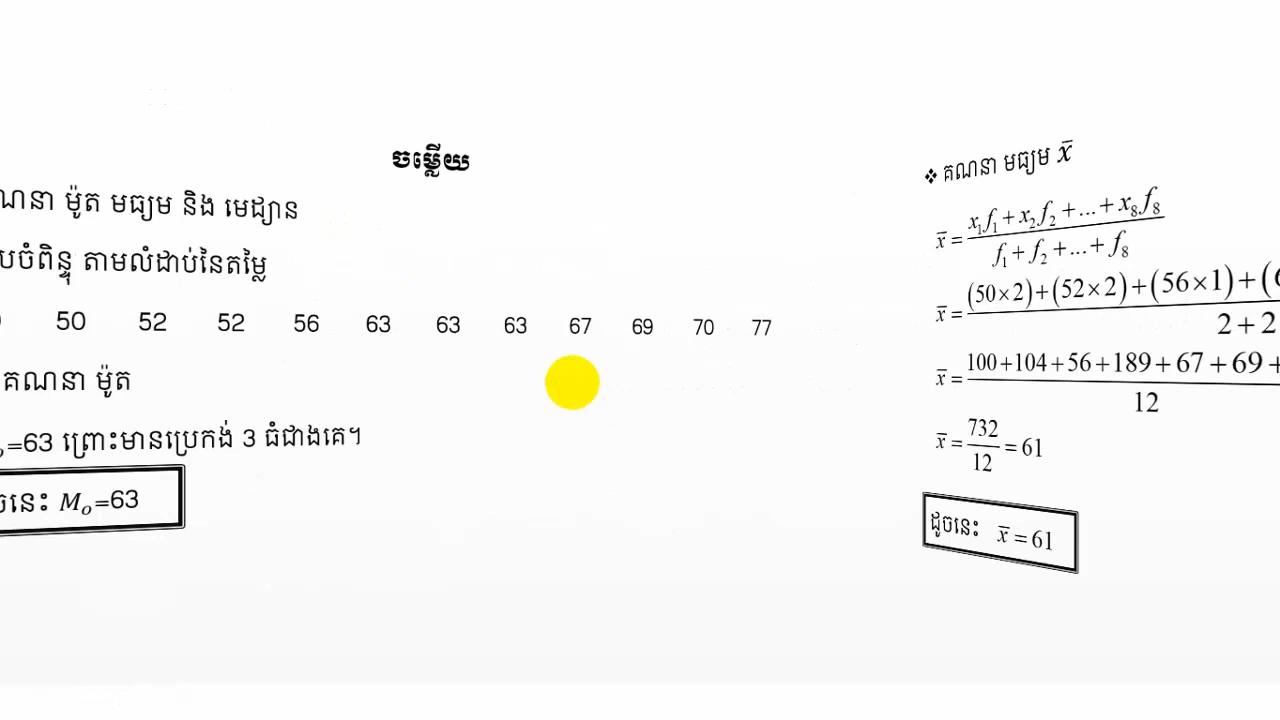 ចម្លើយ
ណនា ម៉ូត មធ្យម និង មេដ្យាន
បចំពិន្ទុ តាមលំដាប់នៃតម្លៃ
50 52 52 56 63 63 63 67 69 70 77
គណនា ម៉ូត
=63 ព្រោះមានប្រេកង់ 3 ធំជាងគេ។
ចនេះ Mₒ=63
❖ គណនា មធ្យម x̄
x̄ = (x₁f₁+x₂f₂+...+x₈f₈)/(f₁+f₂+...+f₈)
x̄ = (50×2)+(52×2)+(56×1)+( / 2+2
x̄ = 100+104+56+189+67+69+ / 12
x̄ = 732/12 = 61
ដូចនេះ x̄ = 61